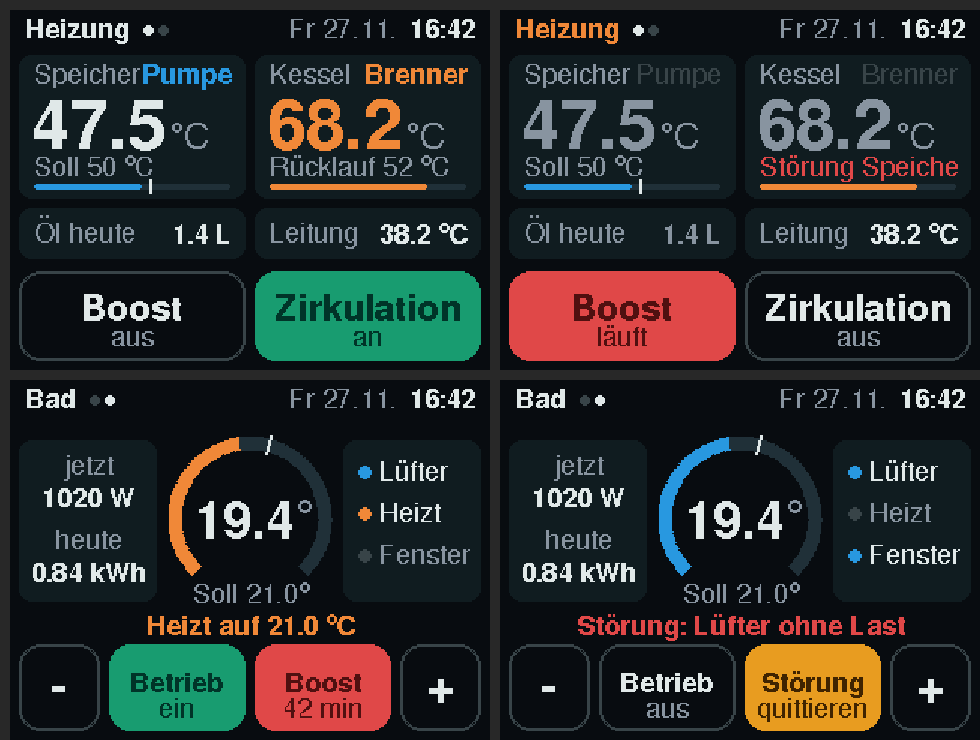 Heizung Fr 27.11. 16:42
Speicher Pumpe Kessel Brenner
47.5 °C 68.2 °C
Soll 50 °C Rücklauf 52 °C
Öl heute 1.4 L Leitung 38.2 °C
Boost Zirkulation
aus an
Heizung Fr 27.11. 16:42
Speicher Pumpe Kessel Brenner
47.5 °C 68.2 °C
Soll 50 °C Störung Speiche
Öl heute 1.4 L Leitung 38.2 °C
Boost Zirkulation
läuft aus
Bad Fr 27.11. 16:42
jetzt
1020 W
heute
0.84 kWh
19.4°
Soll 21.0°
Lüfter
Heizt
Fenster
Heizt auf 21.0 °C
- Betrieb Boost +
ein 42 min
Bad Fr 27.11. 16:42
jetzt
1020 W
heute
0.84 kWh
19.4°
Soll 21.0°
Lüfter
Heizt
Fenster
Störung: Lüfter ohne Last
- Betrieb Störung +
aus quittieren